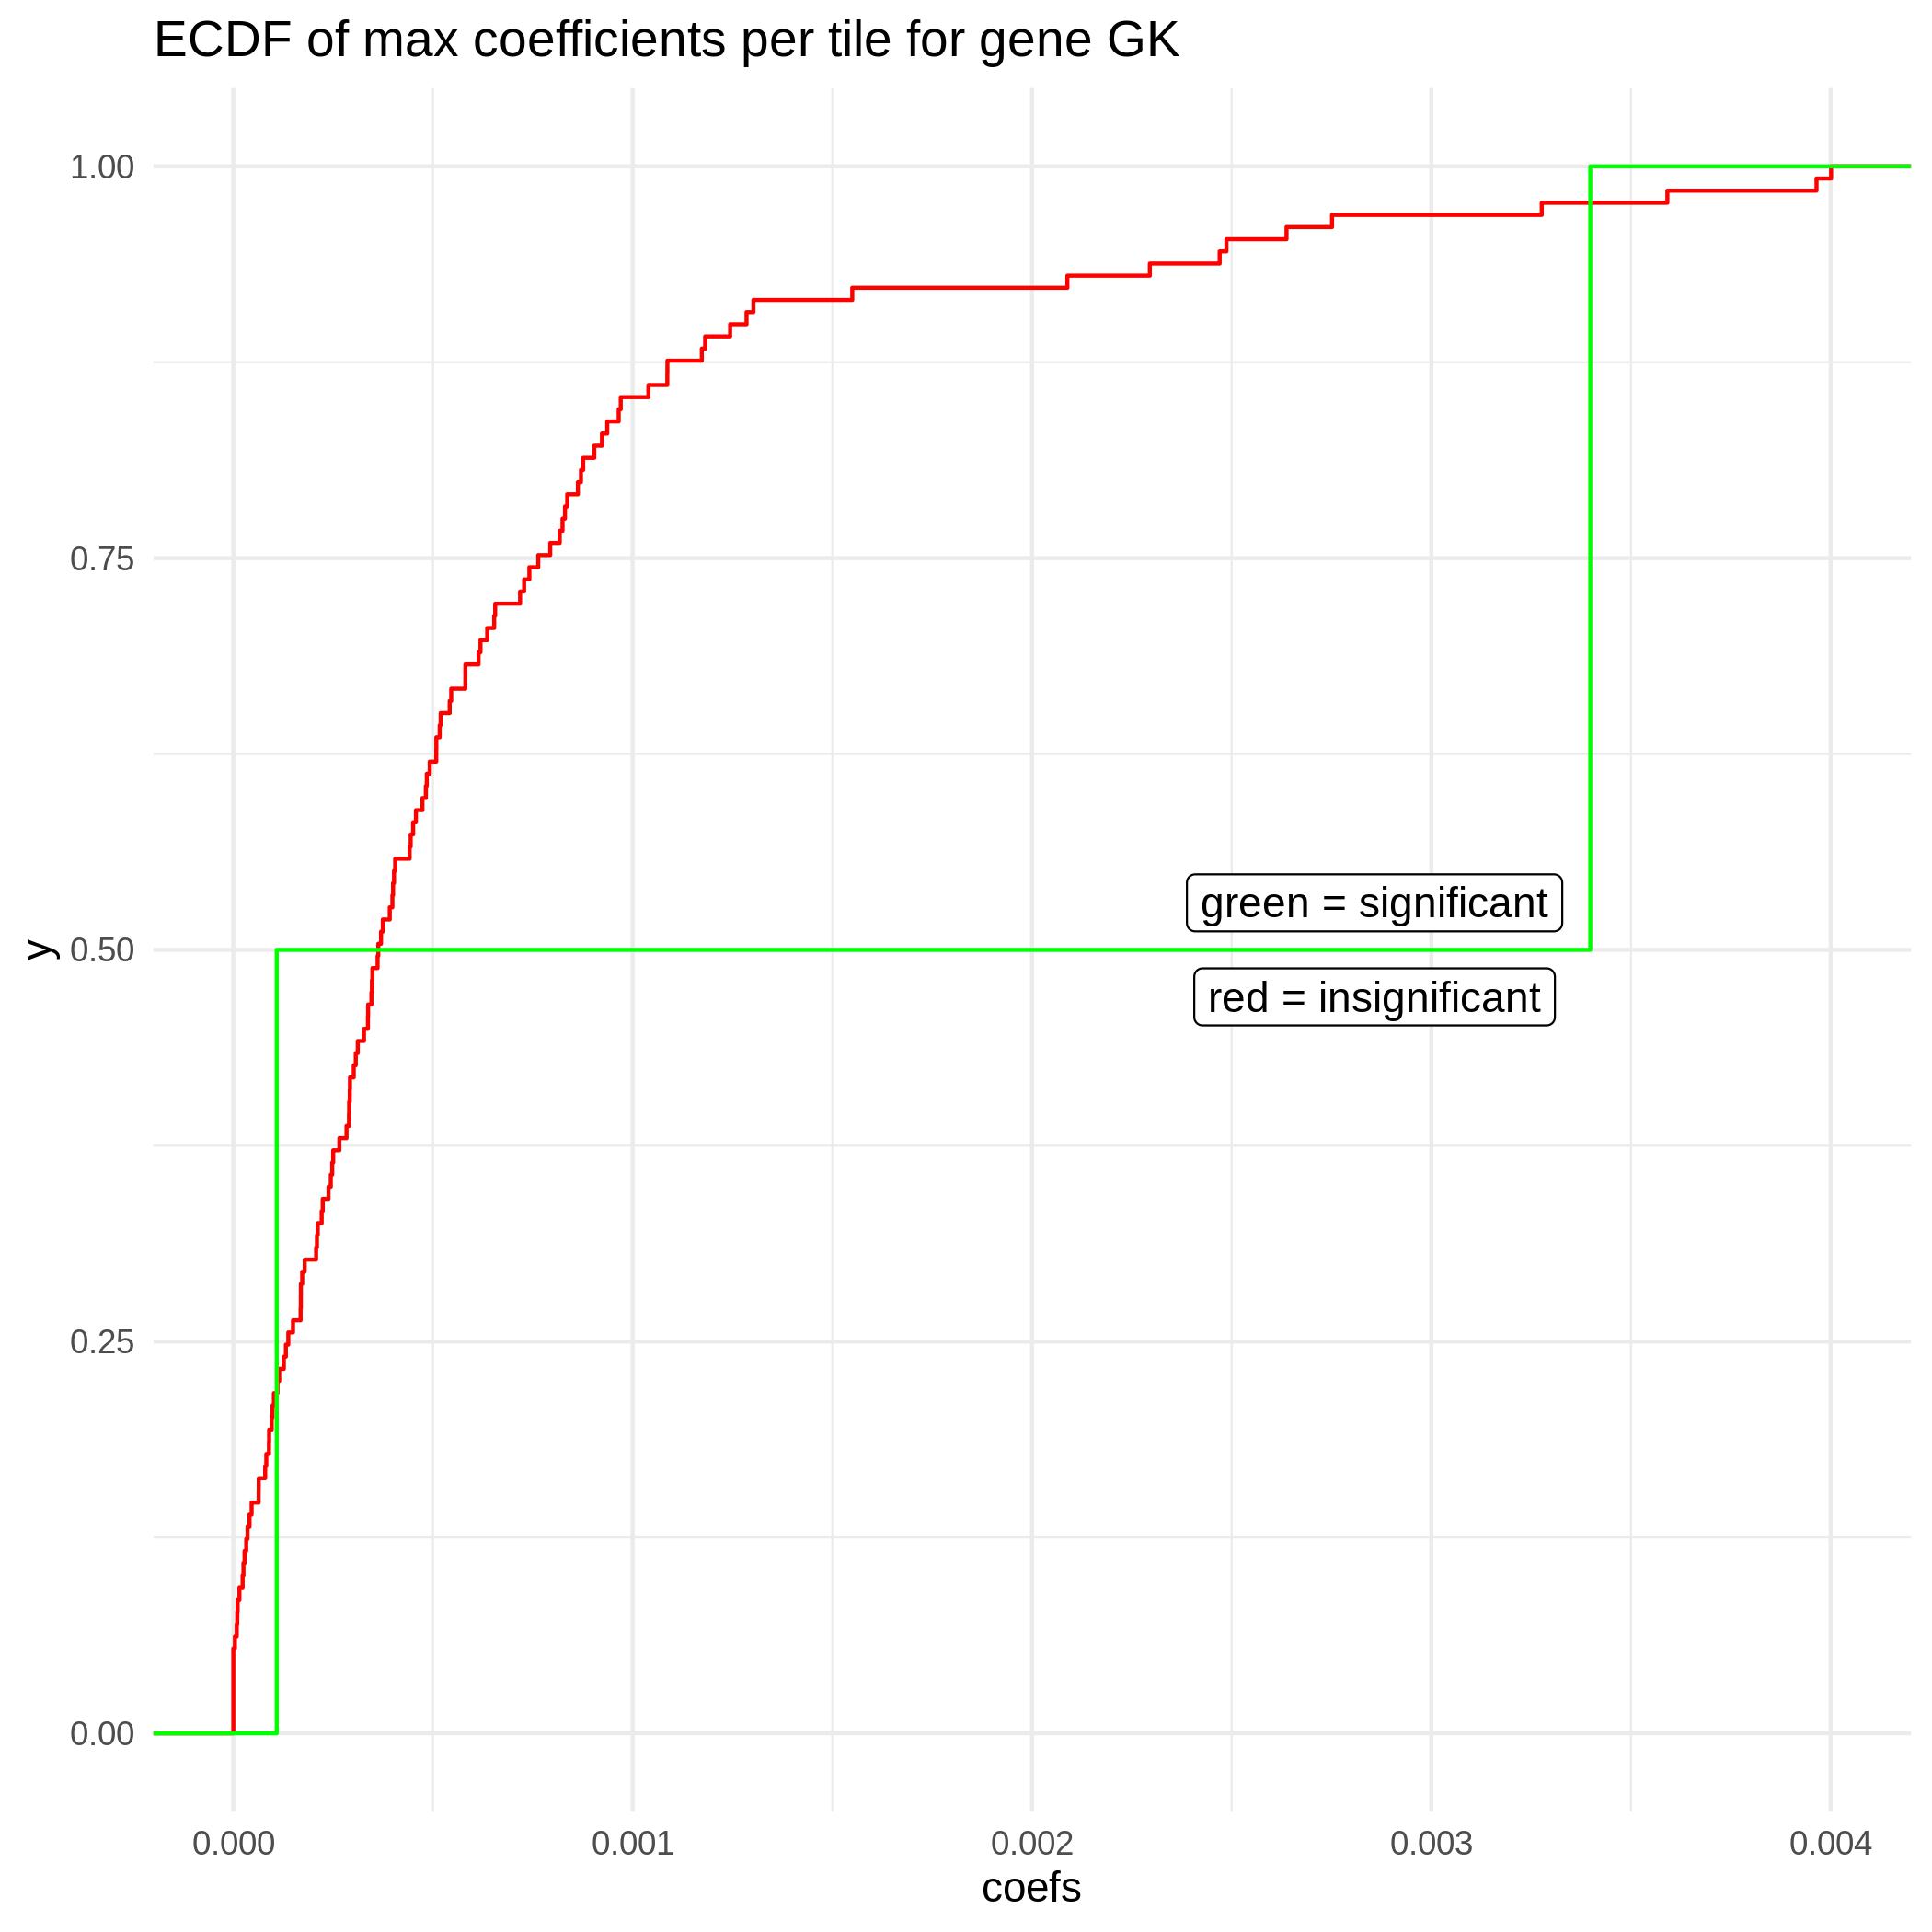 ECDF of max coefficients per tile for gene GK
1.00
0.75
0.50
0.25
0.00
y
green = significant
red = insignificant
0.000 0.001 0.002 0.003 0.004
coefs